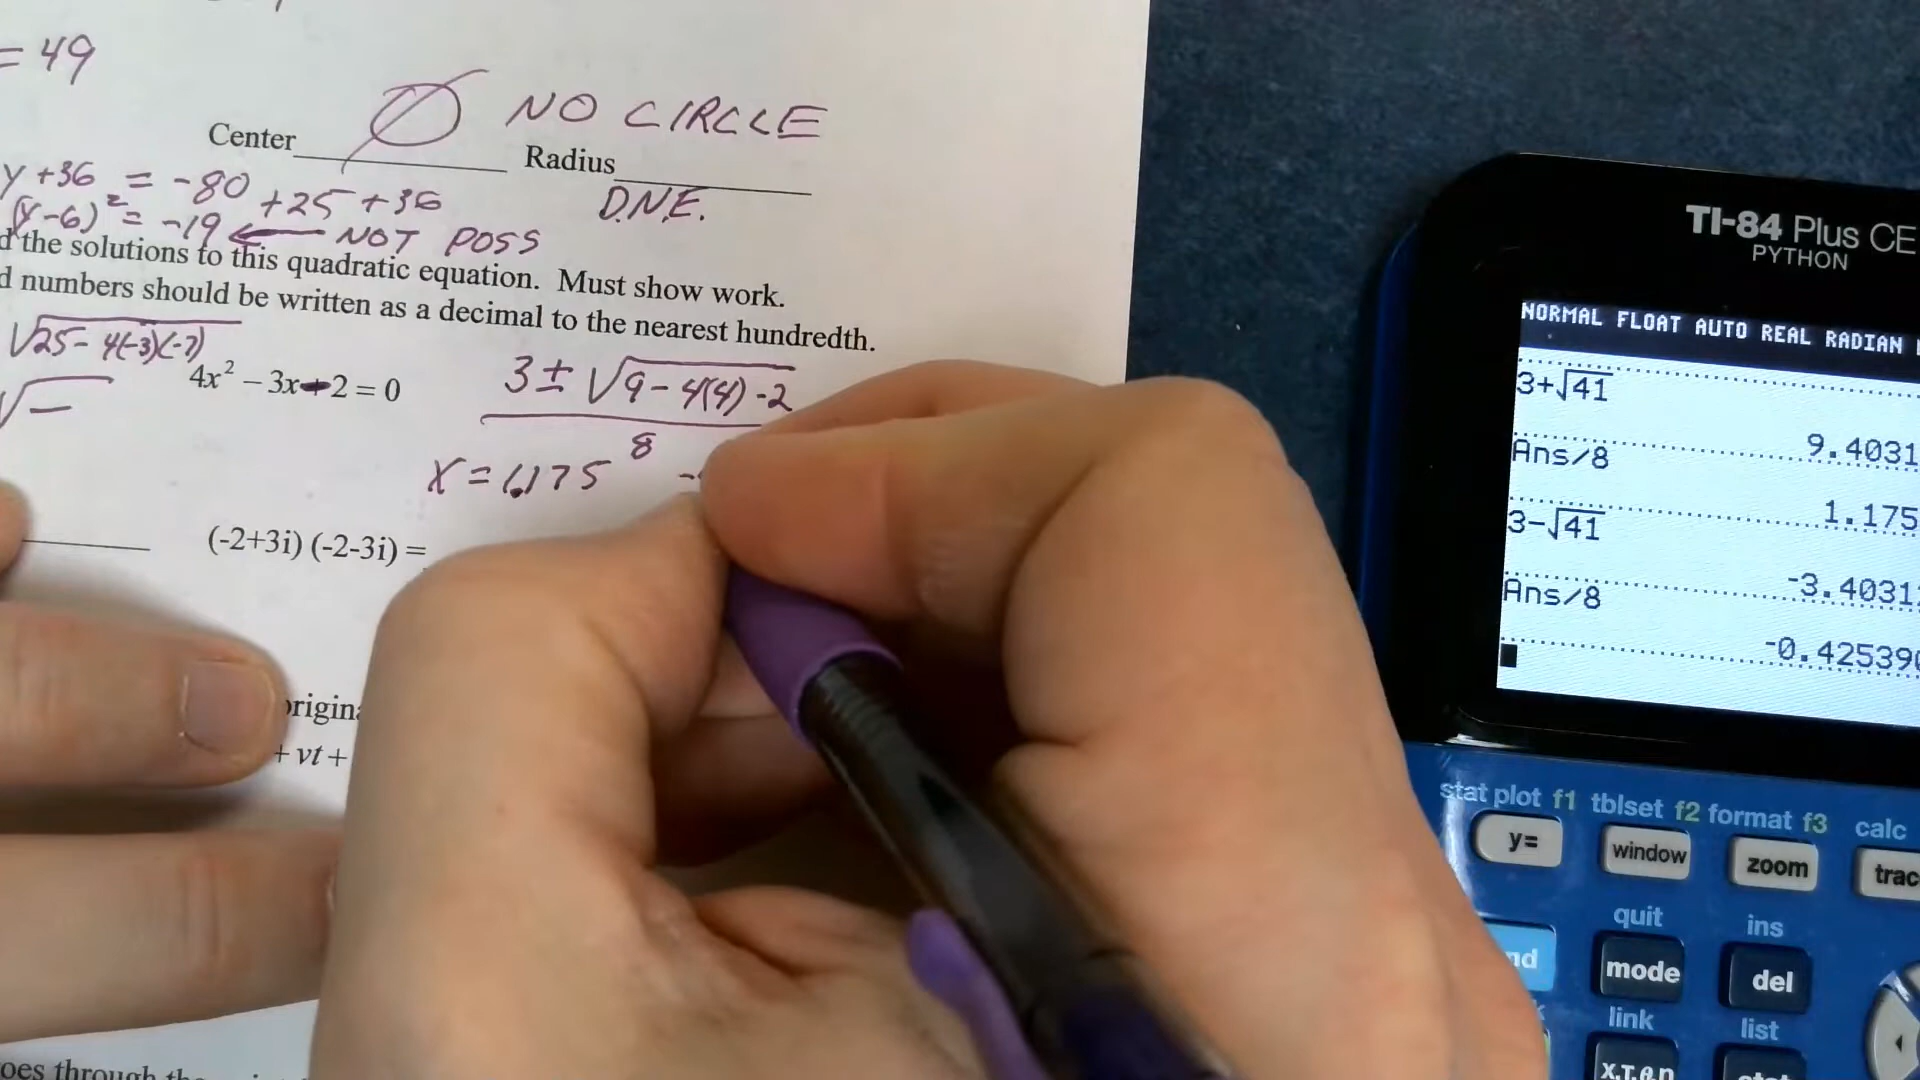 = 49
NO CIRCLE
Center
Radius
y + 36 = -80 + 25 + 36
D.N.E.
(y-6)² = -19 ← NOT POSS
the solutions to this quadratic equation. Must show work.
numbers should be written as a decimal to the nearest hundredth.
√25 - 4(-3)(-7)
4x² − 3x − 2 = 0
3 ± √9 - 4(4) -2
8
√-
x = 1.175 -
(-2+3i) (-2-3i) =
+ vt +
through
TI-84 Plus CE
PYTHON
NORMAL FLOAT AUTO REAL RADIAN
3+√41
9.4031
Ans/8
1.175
3-√41
-3.4031
Ans/8
-0.425390
stat plot f1 tblset f2 format f3 calc
y= window zoom trac
quit ins
nd mode del
link list
X,T,θ,n stat